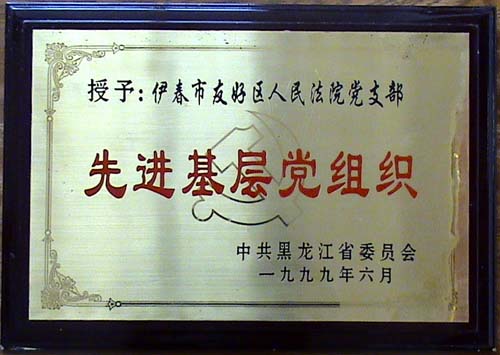 授予：伊春市友好区人民法院党支部
先进基层党组织
中共黑龙江省委员会
一九九九年六月